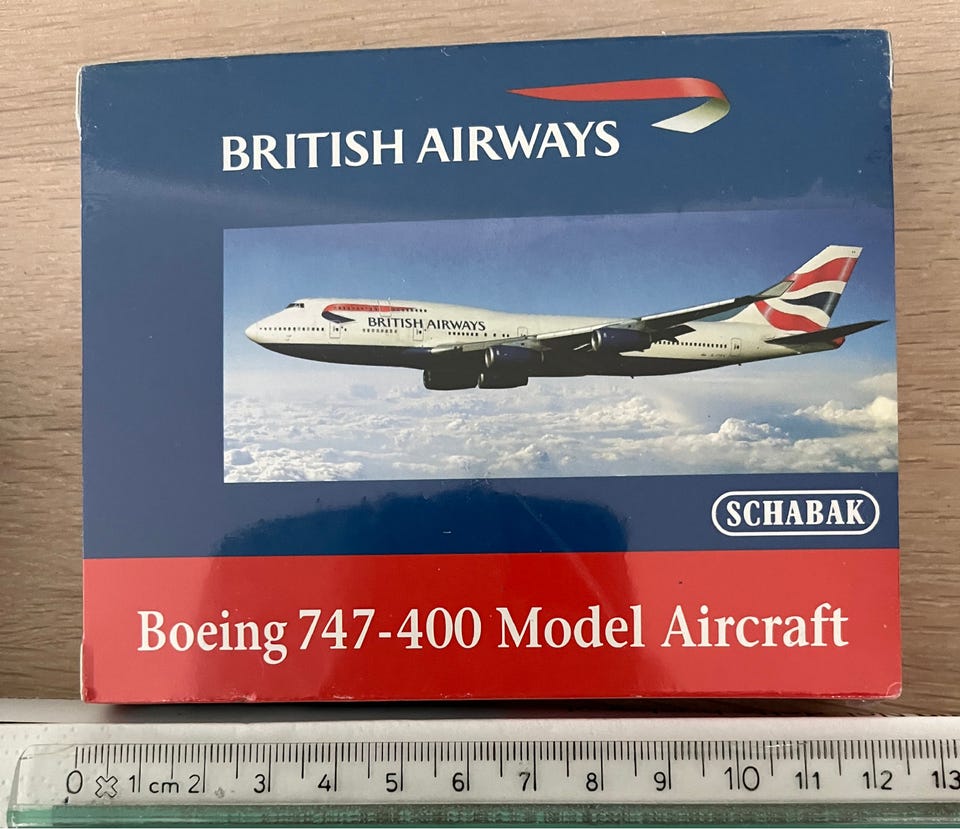 BRITISH AIRWAYS
BRITISH AIRWAYS
SCHABAK
Boeing 747-400 Model Aircraft
0 1 cm 2 3 4 5 6 7 8 9 10 11 12 13